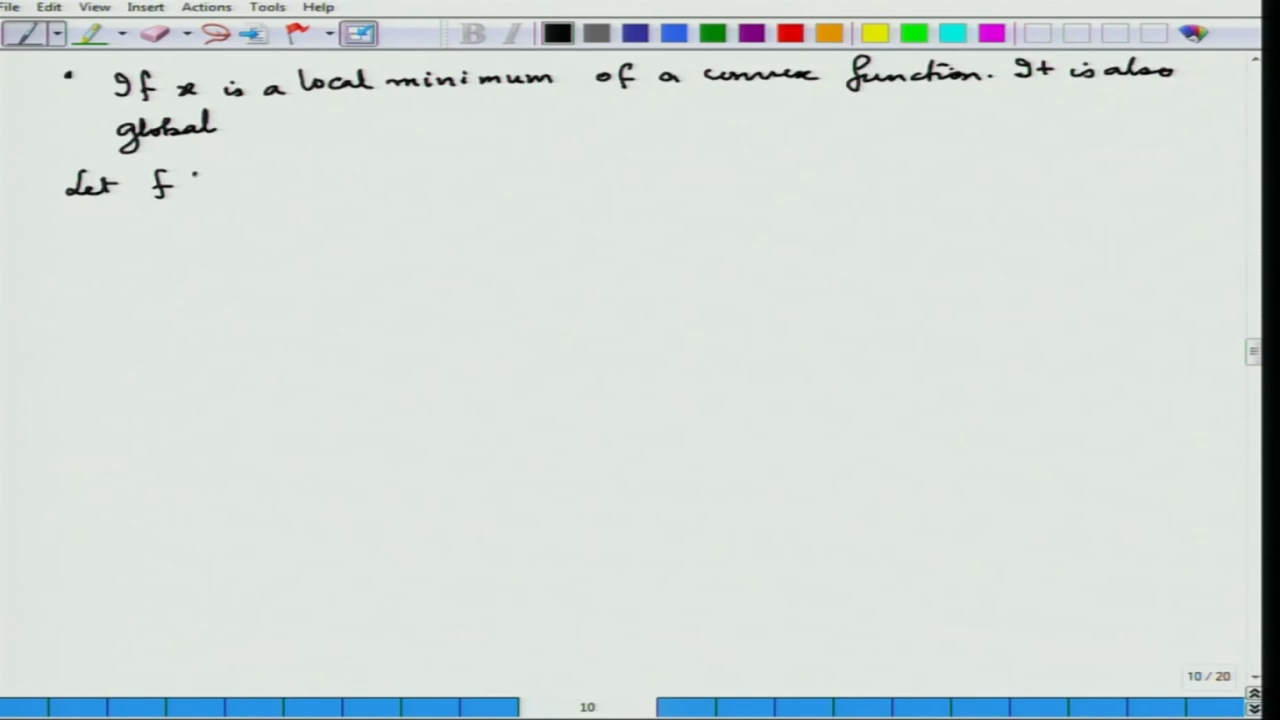 File Edit View Insert Actions Tools Help
B I
• If x is a local minimum of a convex function. It is also
global
Let f
10 / 20
10